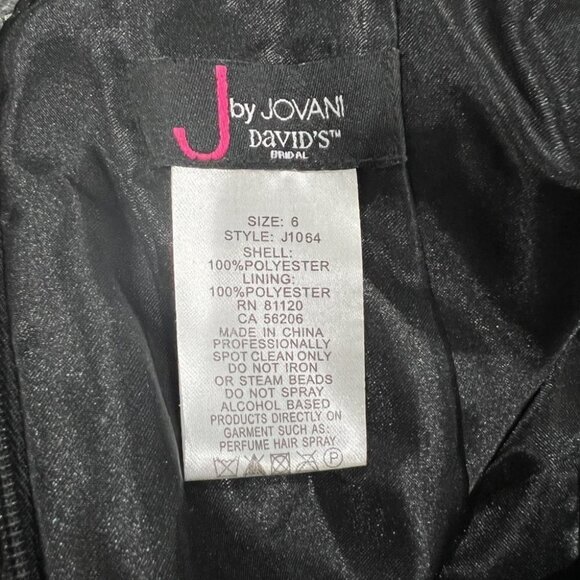 J by JOVANI
DAVID'S™
BRIDAL
SIZE: 6
STYLE: J1064
SHELL:
100%POLYESTER
LINING:
100%POLYESTER
RN 81120
CA 56206
MADE IN CHINA
PROFESSIONALLY
SPOT CLEAN ONLY
DO NOT IRON
OR STEAM BEADS
DO NOT SPRAY
ALCOHOL BASED
PRODUCTS DIRECTLY ON
GARMENT SUCH AS:
PERFUME HAIR SPRAY
P